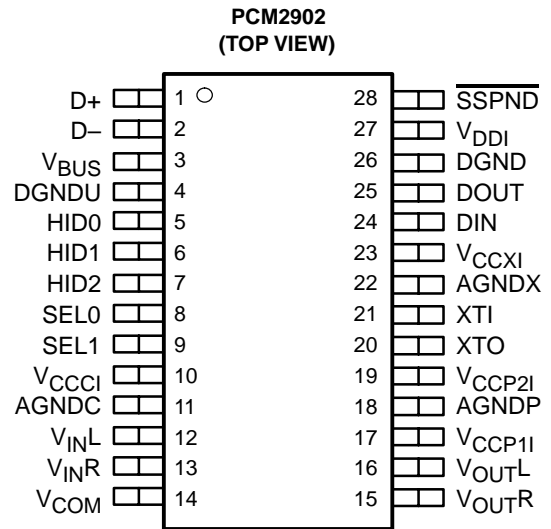 PCM2902
(TOP VIEW)
D+ 1 28 SSPND
D– 2 27 VDDI
VBUS 3 26 DGND
DGNDU 4 25 DOUT
HID0 5 24 DIN
HID1 6 23 VCCXI
HID2 7 22 AGNDX
SEL0 8 21 XTI
SEL1 9 20 XTO
VCCCI 10 19 VCCP2I
AGNDC 11 18 AGNDP
VINL 12 17 VCCP1I
VINR 13 16 VOUTL
VCOM 14 15 VOUTR